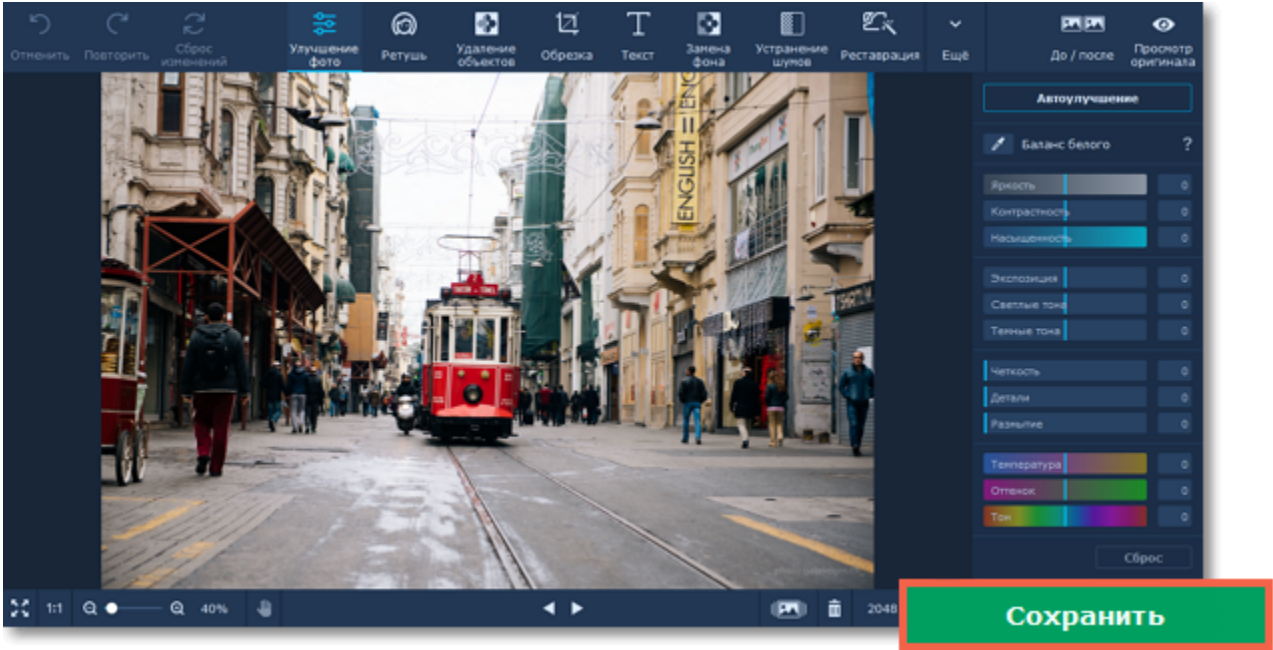 Отменить
Повторить
Сброс
изменений
Улучшение
фото
Ретушь
Удаление
объектов
Обрезка
Текст
Замена
фона
Устранение
шумов
Реставрация
Ещё
До / после
Просмотр
оригинала
Автоулучшение
Баланс белого ?
Яркость 0
Контрастность 0
Насыщенность 0
Экспозиция 0
Светлые тона 0
Темные тона 0
Четкость 0
Детали 0
Размытие 0
Температура 0
Оттенок 0
Тон 0
Сброс
ENGLISH = ENG
1:1
40%
2048
Сохранить